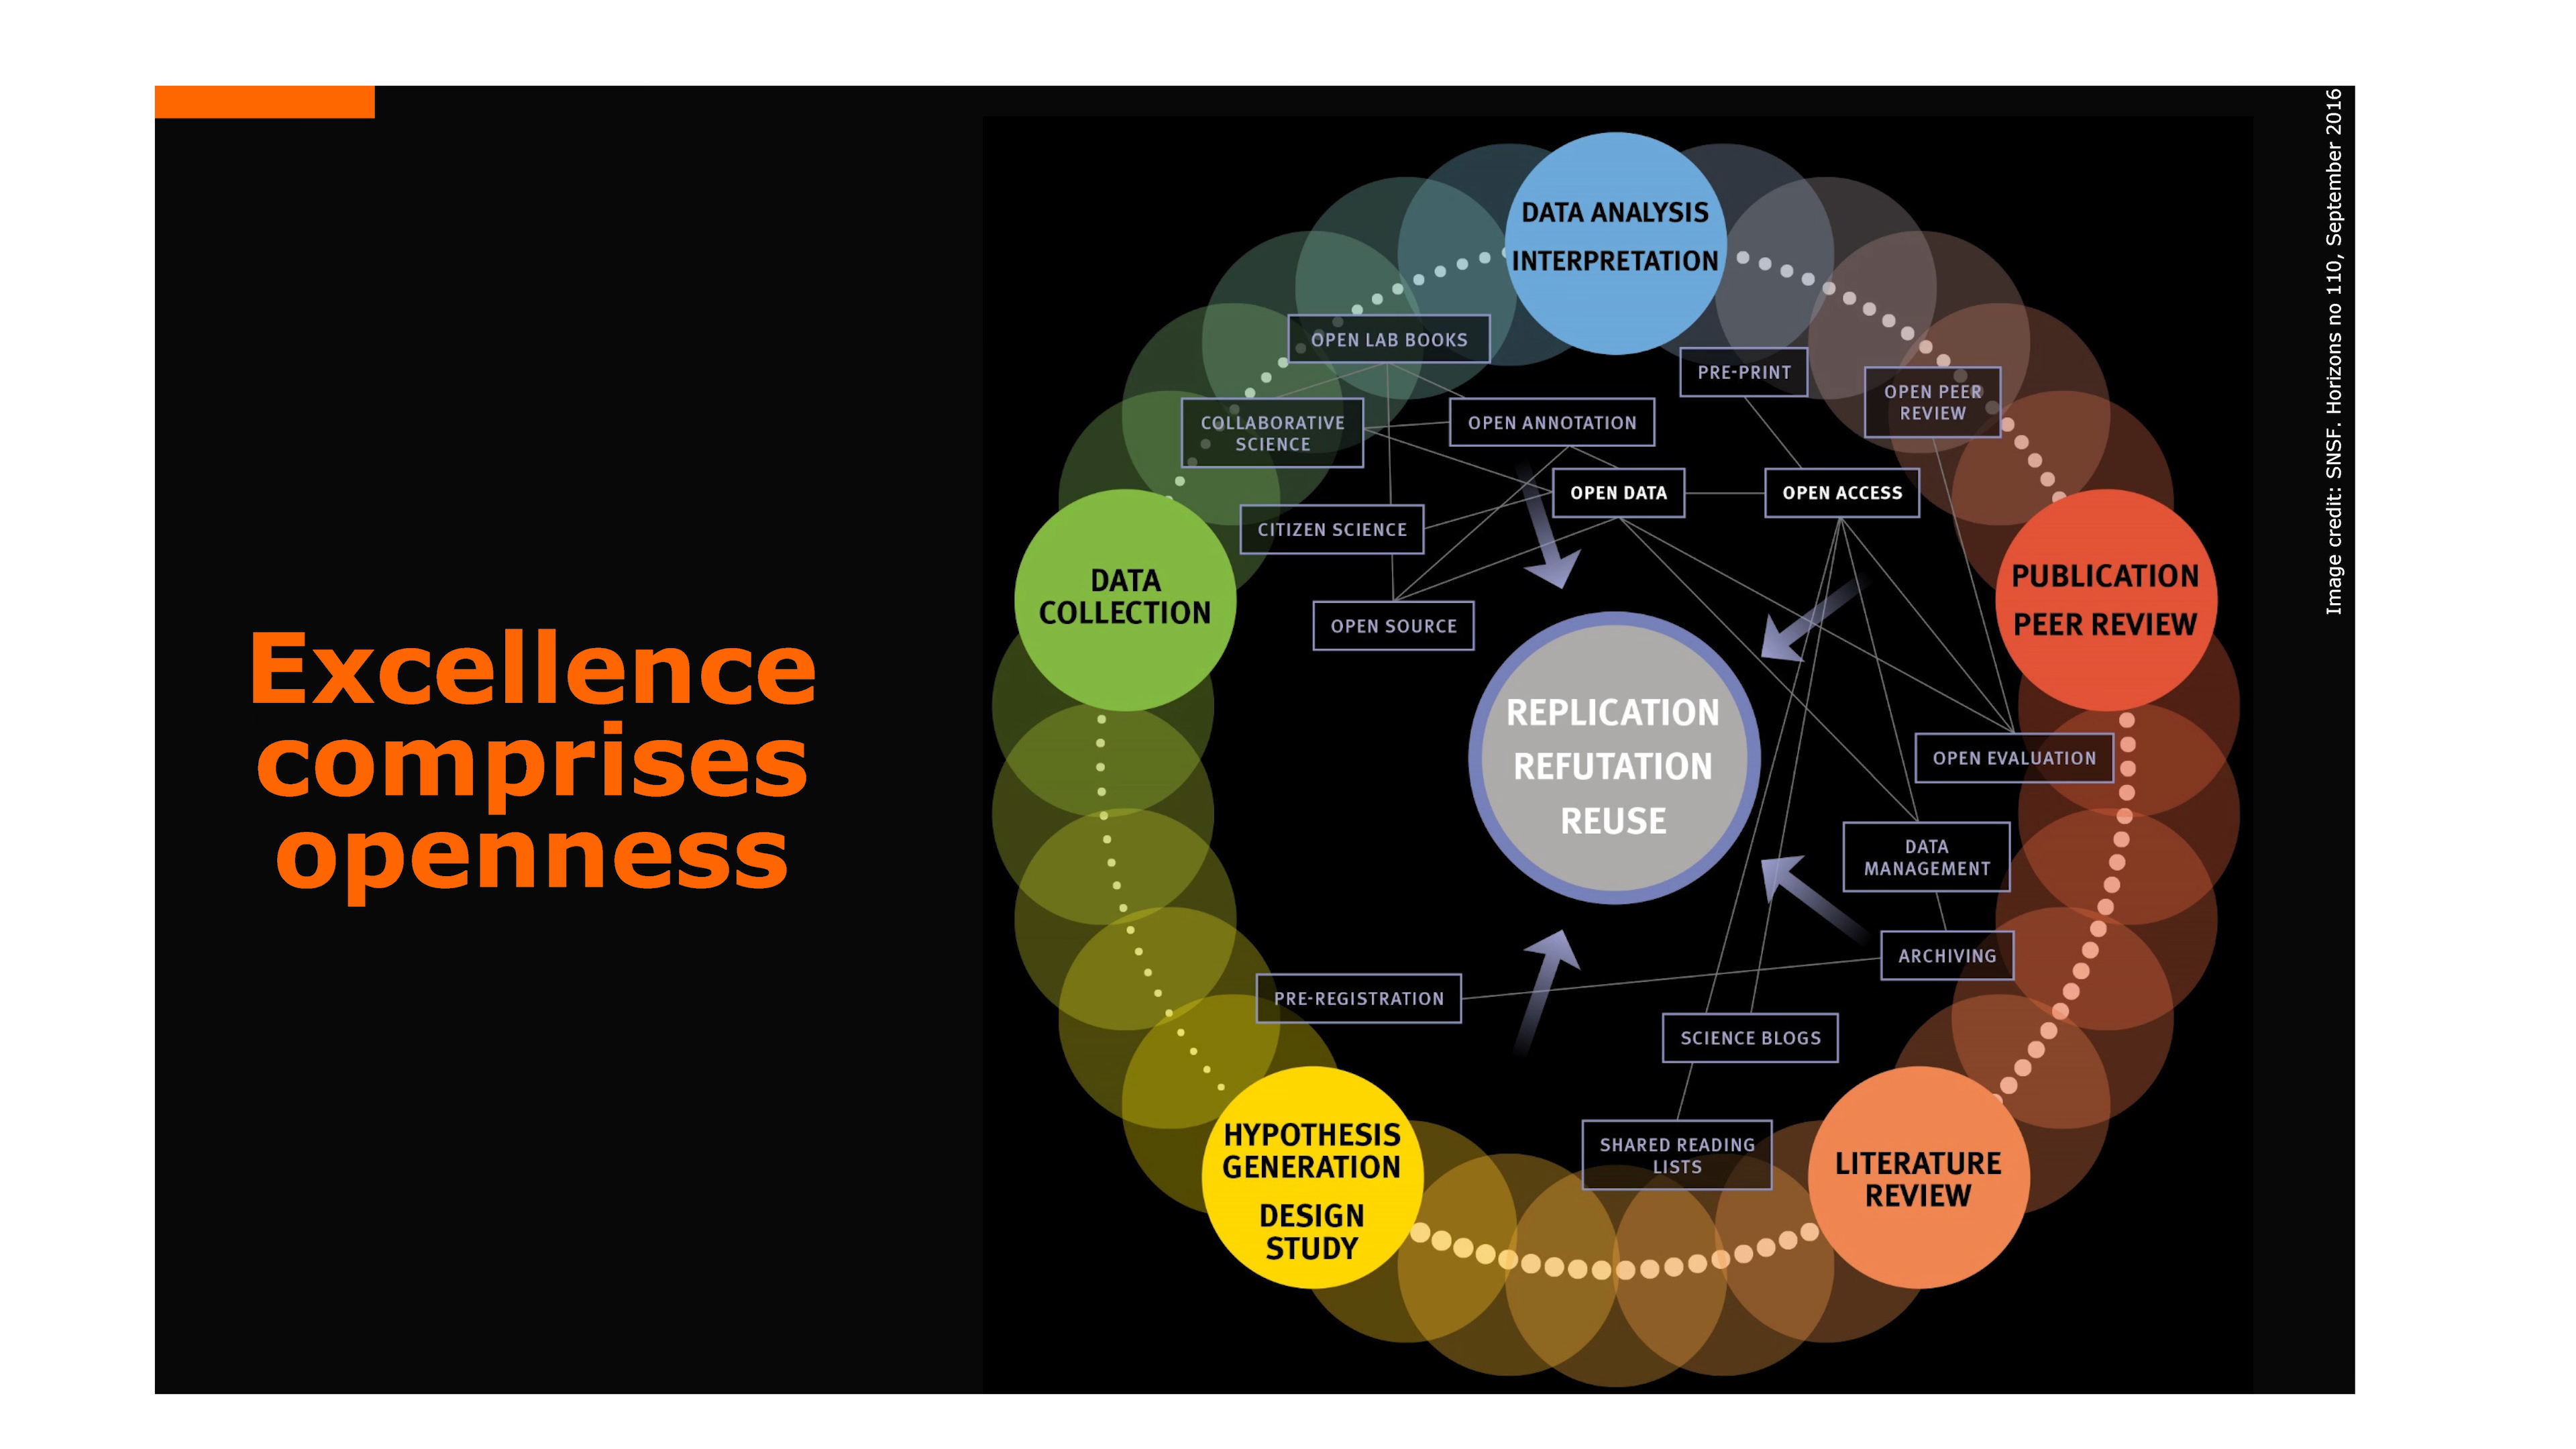 Excellence
comprises
openness
Image credit: SNSF. Horizons no 110, September 2016
DATA ANALYSIS
INTERPRETATION
OPEN LAB BOOKS
PRE-PRINT
OPEN PEER
REVIEW
COLLABORATIVE
SCIENCE
OPEN ANNOTATION
OPEN DATA
OPEN ACCESS
CITIZEN SCIENCE
DATA
COLLECTION
PUBLICATION
PEER REVIEW
OPEN SOURCE
REPLICATION
REFUTATION
REUSE
OPEN EVALUATION
DATA
MANAGEMENT
ARCHIVING
PRE-REGISTRATION
SCIENCE BLOGS
SHARED READING
LISTS
HYPOTHESIS
GENERATION
DESIGN
STUDY
LITERATURE
REVIEW